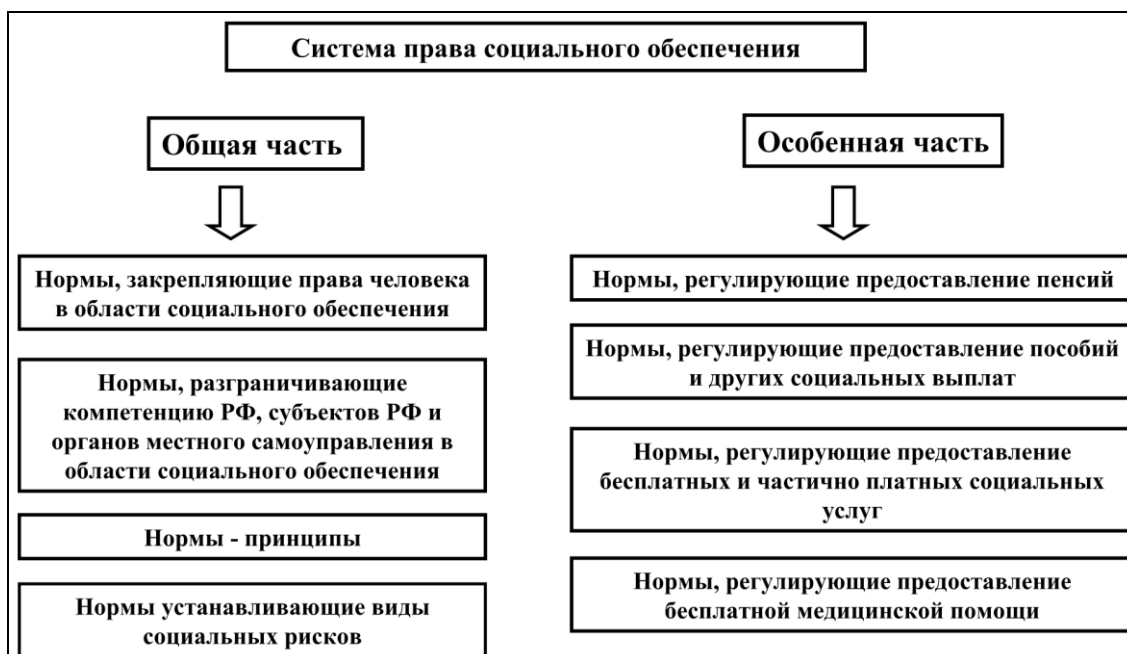 Система права социального обеспечения
Общая часть
Нормы, закрепляющие права человека
в области социального обеспечения
Нормы, разграничивающие
компетенцию РФ, субъектов РФ и
органов местного самоуправления в
области социального обеспечения
Нормы - принципы
Нормы устанавливающие виды
социальных рисков
Особенная часть
Нормы, регулирующие предоставление пенсий
Нормы, регулирующие предоставление пособий
и других социальных выплат
Нормы, регулирующие предоставление
бесплатных и частично платных социальных
услуг
Нормы, регулирующие предоставление
бесплатной медицинской помощи